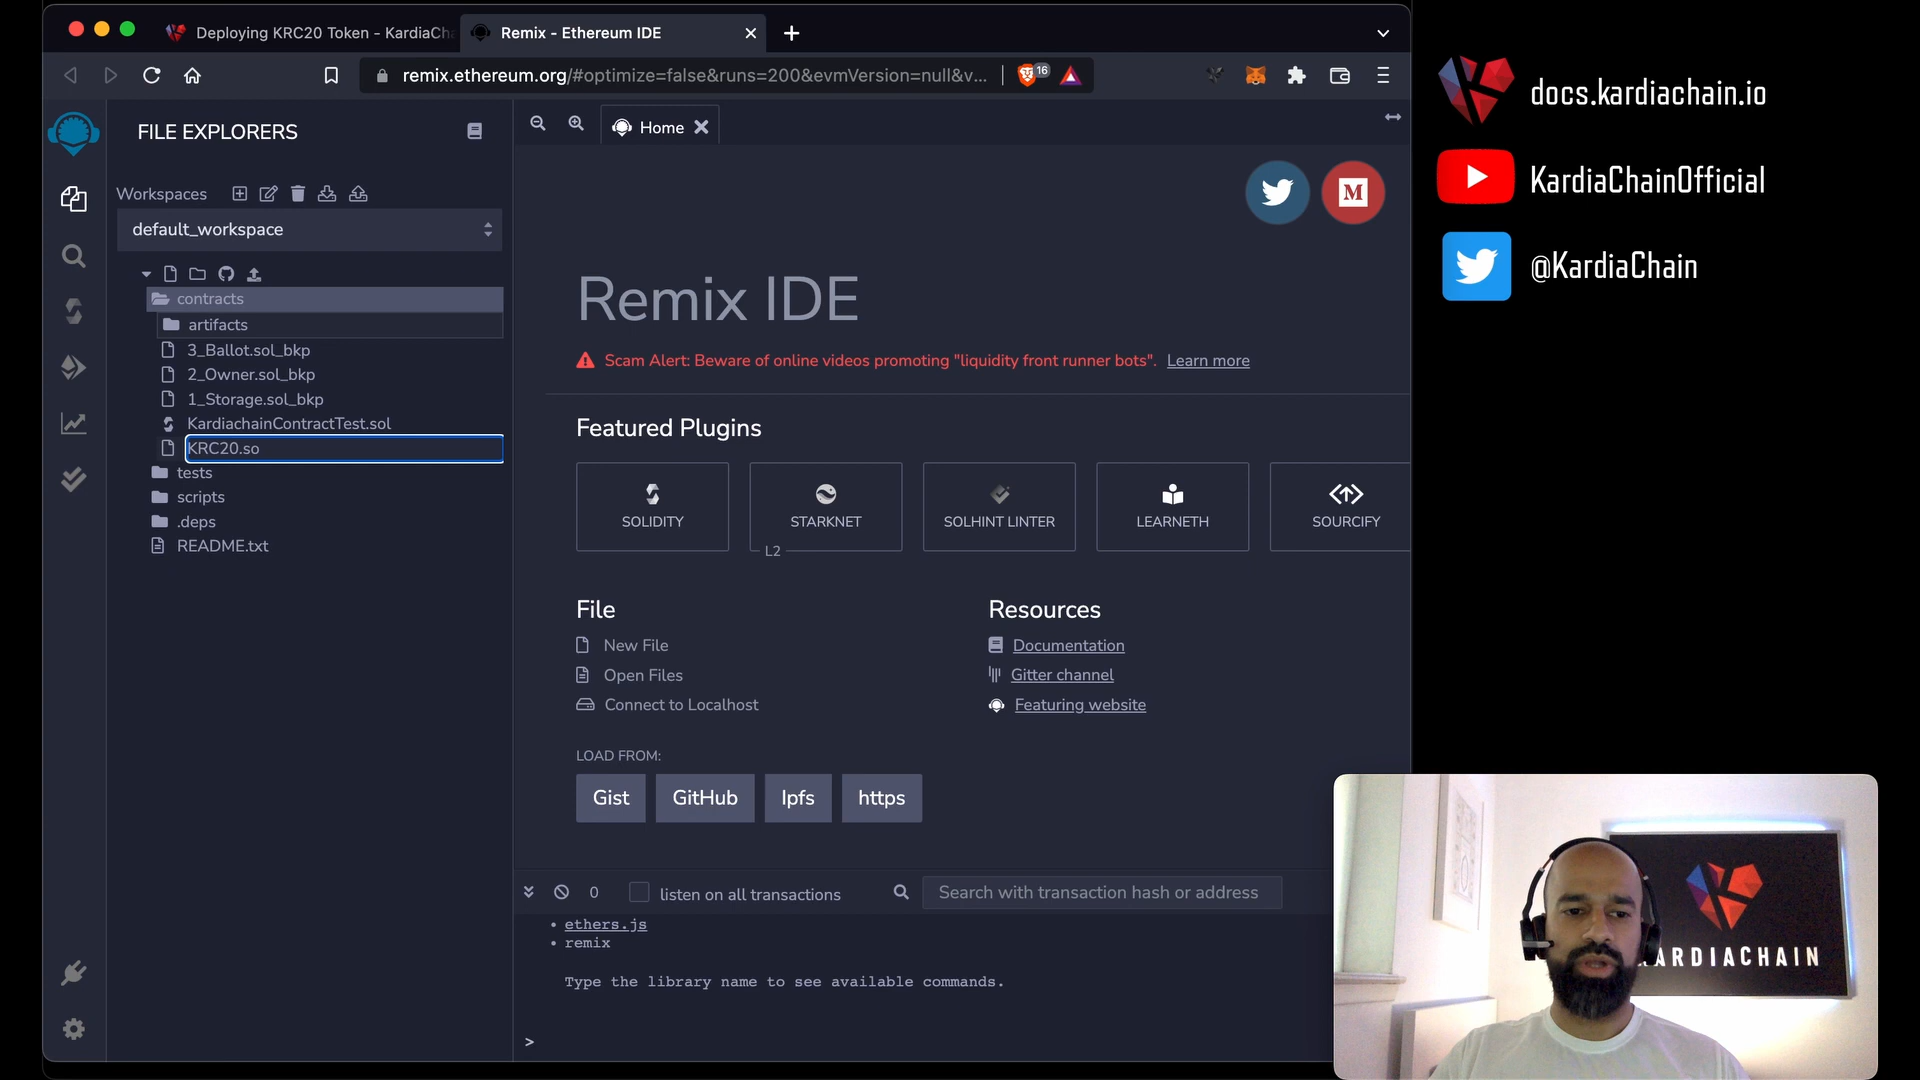 Deploying KRC20 Token - KardiaCh
Remix - Ethereum IDE
remix.ethereum.org/#optimize=false&runs=200&evmVersion=null&v...
16
FILE EXPLORERS
Workspaces
default_workspace
contracts
artifacts
3_Ballot.sol_bkp
2_Owner.sol_bkp
1_Storage.sol_bkp
KardiachainContractTest.sol
KRC20.so
tests
scripts
.deps
README.txt
Home
Remix IDE
Scam Alert: Beware of online videos promoting "liquidity front runner bots". Learn more
Featured Plugins
SOLIDITY
STARKNET
L2
SOLHINT LINTER
LEARNETH
SOURCIFY
File
New File
Open Files
Connect to Localhost
Resources
Documentation
Gitter channel
Featuring website
LOAD FROM:
Gist
GitHub
Ipfs
https
0
listen on all transactions
Search with transaction hash or address
• ethers.js
• remix
Type the library name to see available commands.
>
docs.kardiachain.io
KardiaChainOfficial
@KardiaChain
ARDIACHAIN